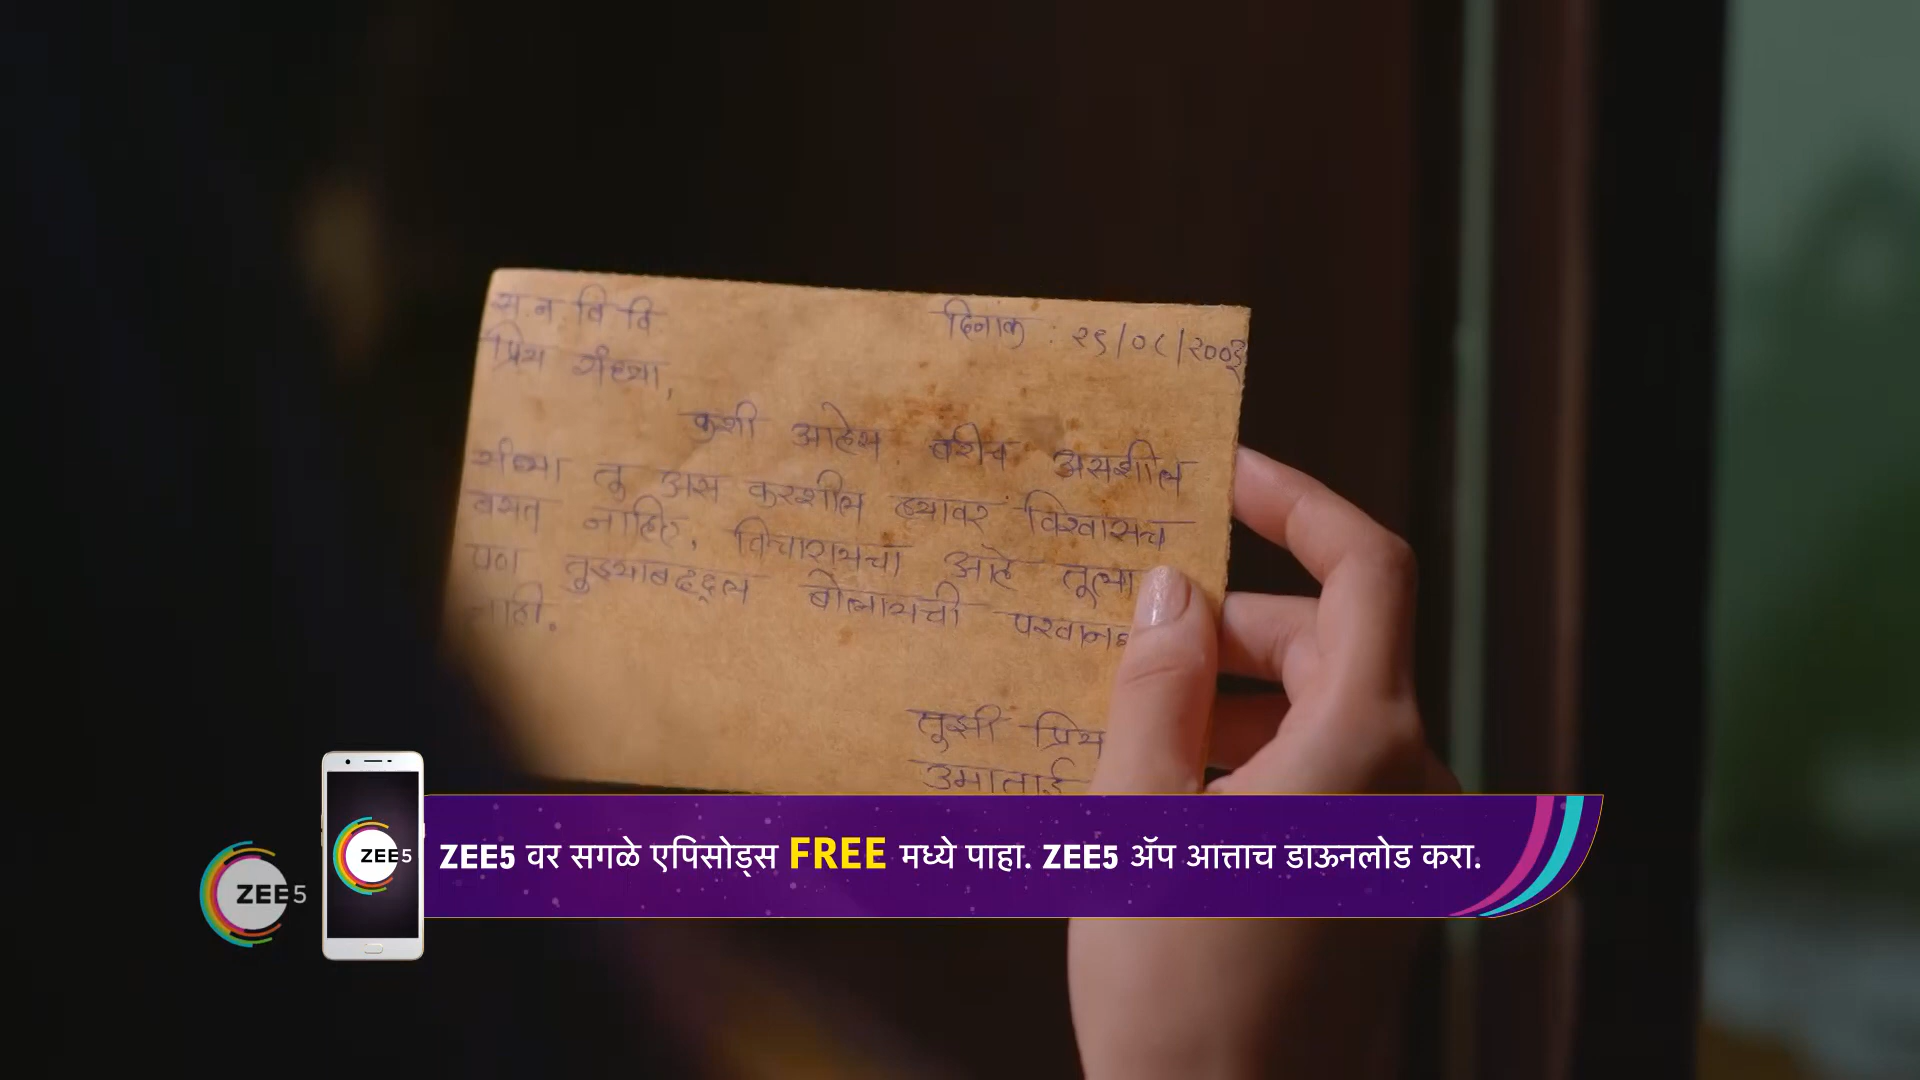 स.न.वि.वि
दिनांक : २९/०८/२००३
प्रिय संध्या,
कशी आहेस. बरीच असशील
संध्या तु असं करशील ह्यावर विश्वासच
बसत नाहिए. विचारायचा आहे तूला
पण तुझ्याबद्दल बोलायची परवानग
नाही.
तुझी प्रिय
उमाताई
ZEE5
ZEE5
ZEE5 वर सगळे एपिसोड्स FREE मध्ये पाहा. ZEE5 ॲप आत्ताच डाऊनलोड करा.